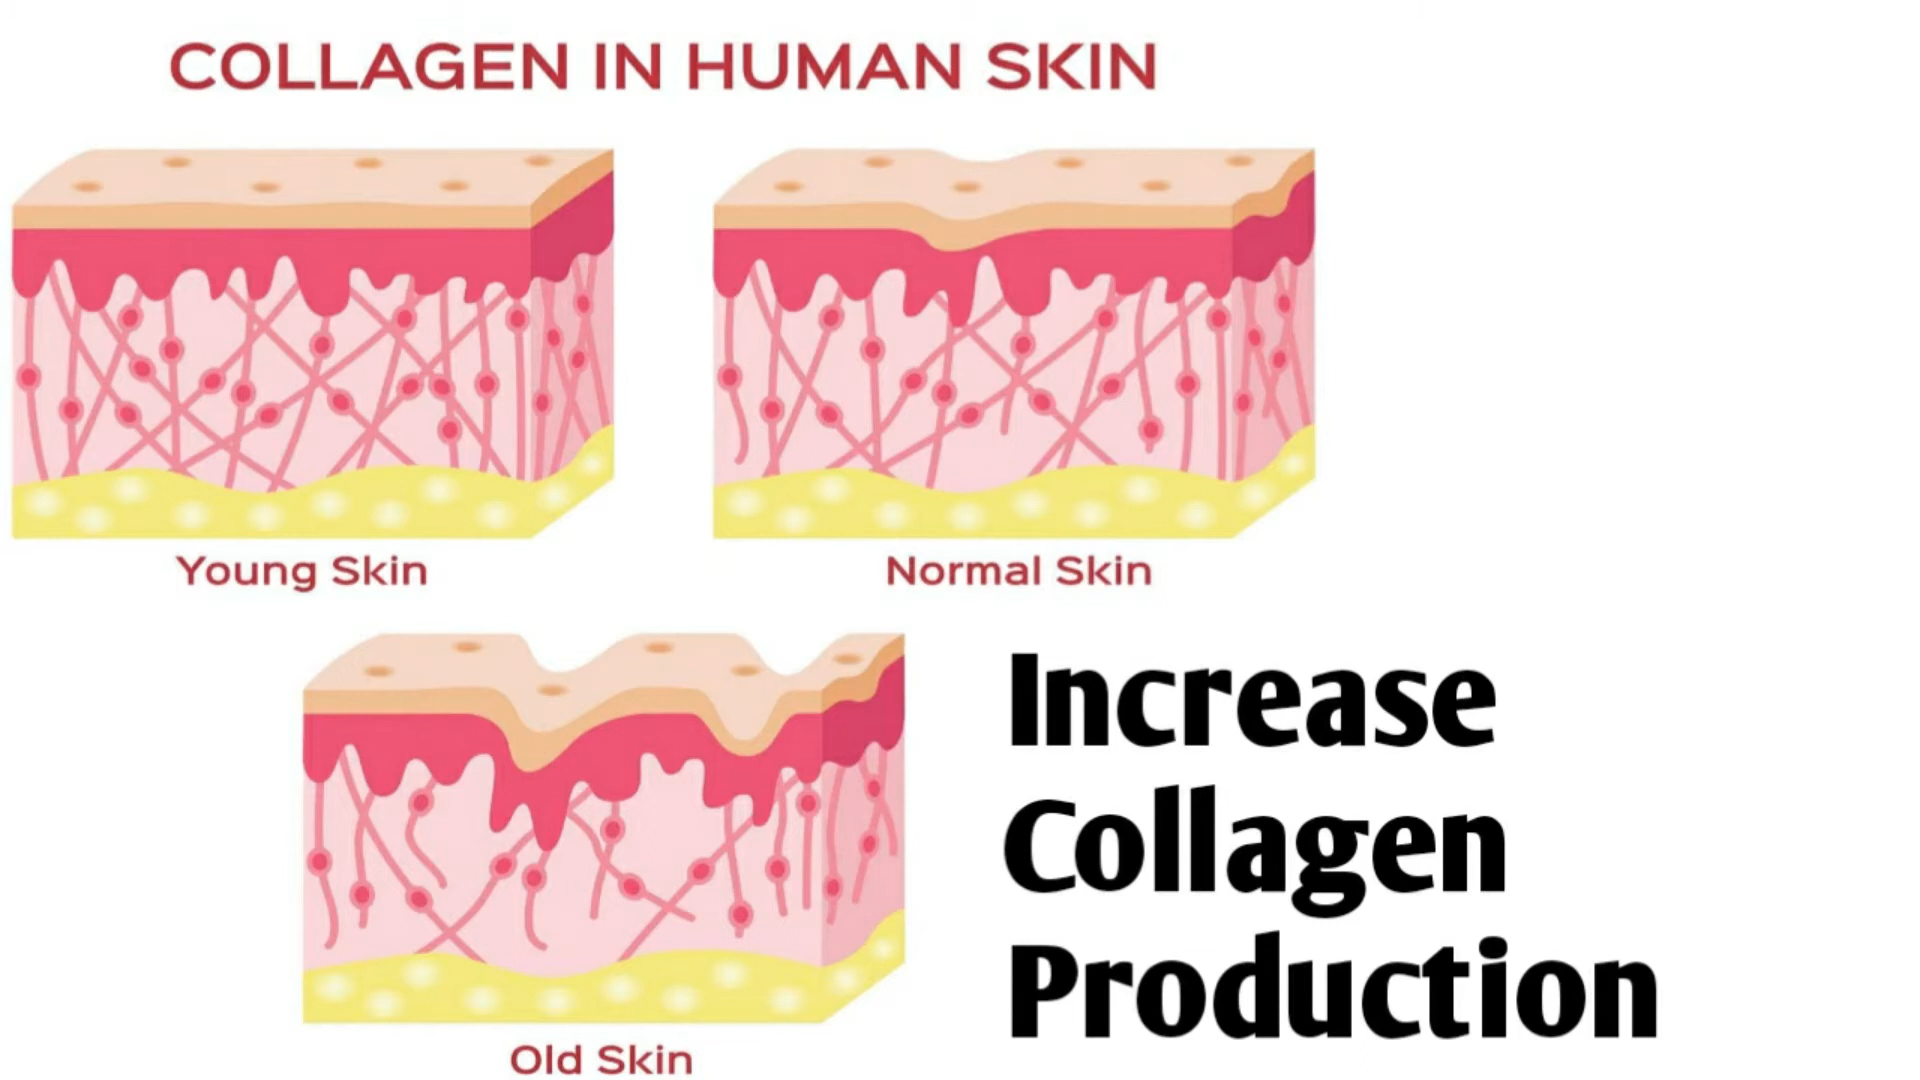 COLLAGEN IN HUMAN SKIN
Young Skin
Normal Skin
Old Skin
Increase
Collagen
Production